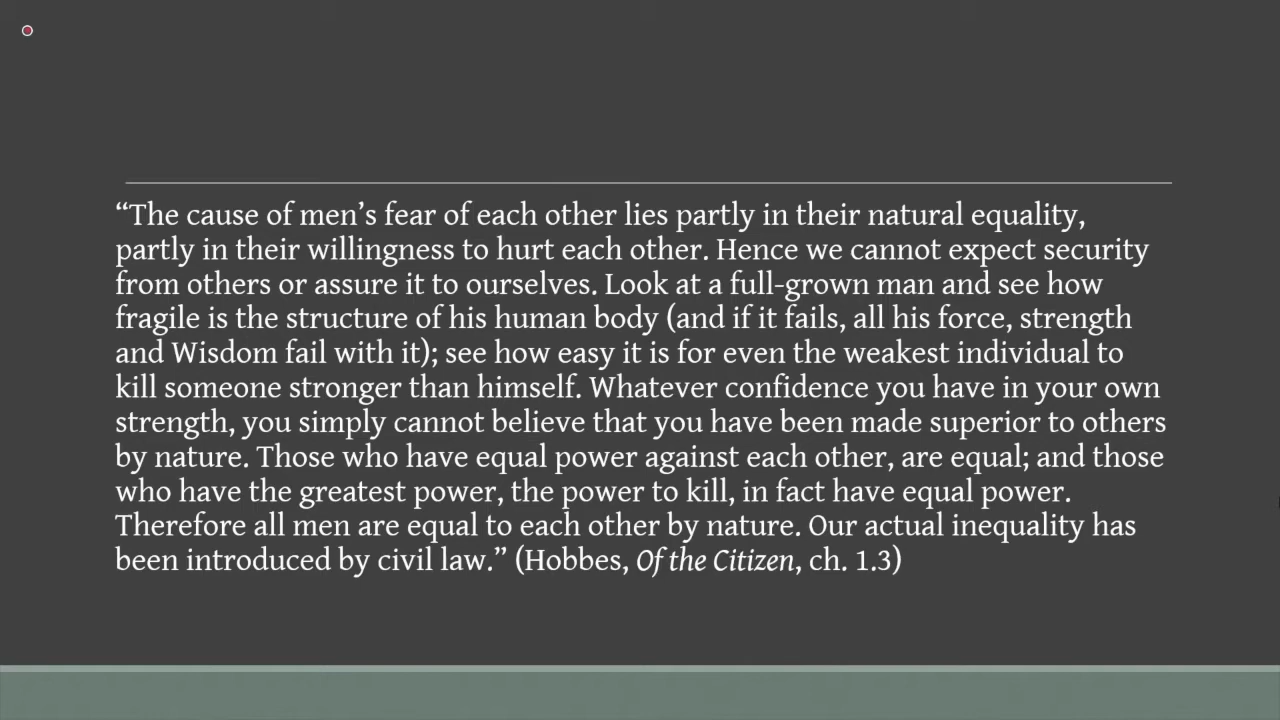 “The cause of men’s fear of each other lies partly in their natural equality,
partly in their willingness to hurt each other. Hence we cannot expect security
from others or assure it to ourselves. Look at a full-grown man and see how
fragile is the structure of his human body (and if it fails, all his force, strength
and Wisdom fail with it); see how easy it is for even the weakest individual to
kill someone stronger than himself. Whatever confidence you have in your own
strength, you simply cannot believe that you have been made superior to others
by nature. Those who have equal power against each other, are equal; and those
who have the greatest power, the power to kill, in fact have equal power.
Therefore all men are equal to each other by nature. Our actual inequality has
been introduced by civil law.” (Hobbes, Of the Citizen, ch. 1.3)